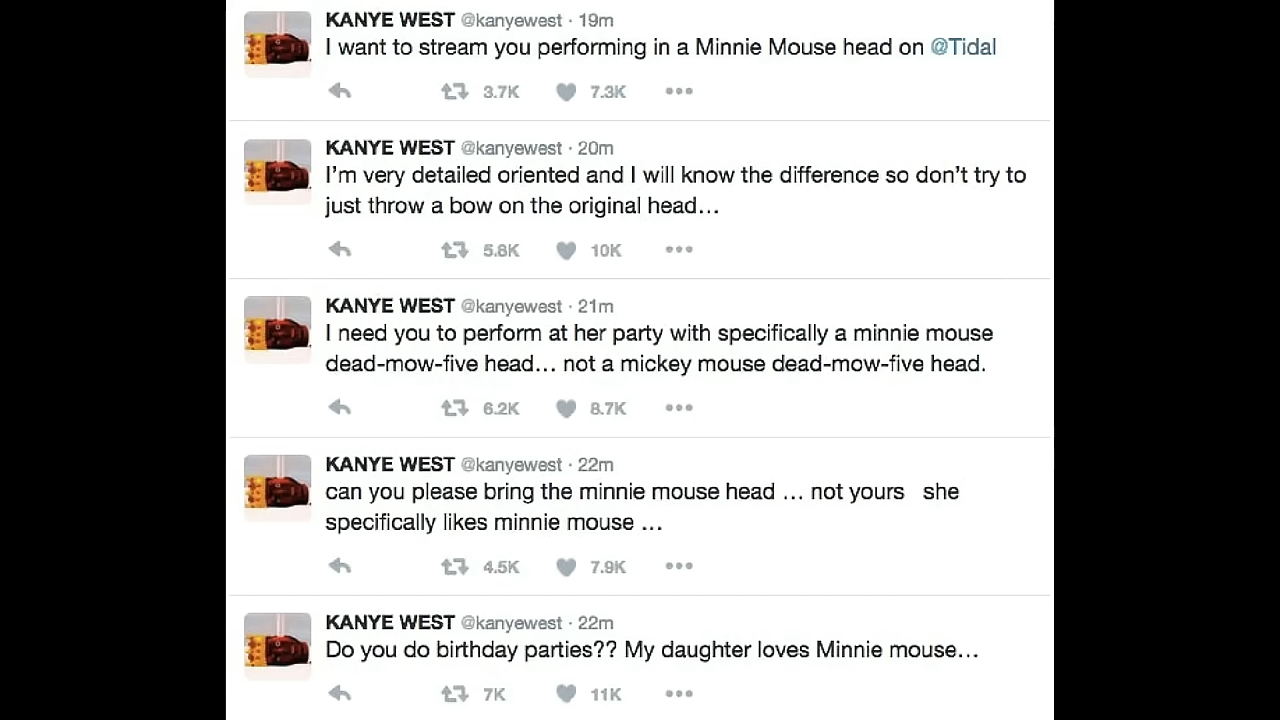 KANYE WEST @kanyewest · 19m
I want to stream you performing in a Minnie Mouse head on @Tidal
3.7K 7.3K
KANYE WEST @kanyewest · 20m
I'm very detailed oriented and I will know the difference so don't try to
just throw a bow on the original head...
5.8K 10K
KANYE WEST @kanyewest · 21m
I need you to perform at her party with specifically a minnie mouse
dead-mow-five head... not a mickey mouse dead-mow-five head.
6.2K 8.7K
KANYE WEST @kanyewest · 22m
can you please bring the minnie mouse head ... not yours   she
specifically likes minnie mouse ...
4.5K 7.9K
KANYE WEST @kanyewest · 22m
Do you do birthday parties?? My daughter loves Minnie mouse...
7K 11K